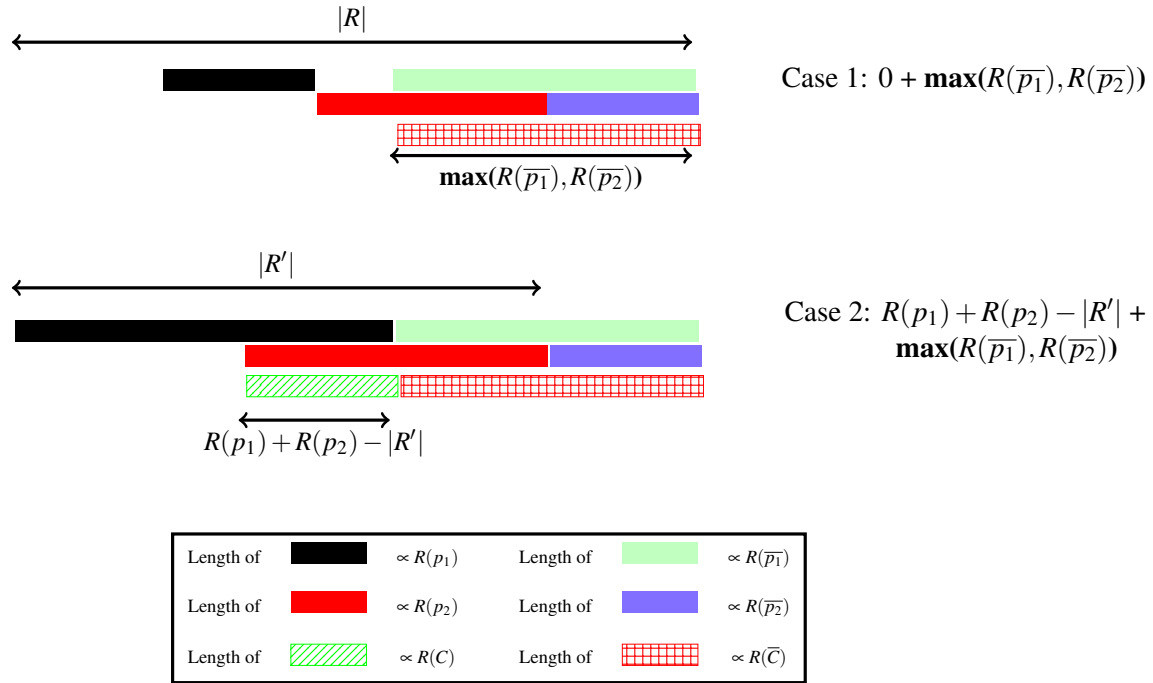 |R|
Case 1: 0 + max(R(p̅₁), R(p̅₂))
max(R(p̅₁), R(p̅₂))
|R′|
Case 2: R(p₁) + R(p₂) − |R′| +
max(R(p̅₁), R(p̅₂))
R(p₁) + R(p₂) − |R′|
Length of ∝ R(p₁) Length of ∝ R(p̅₁)
Length of ∝ R(p₂) Length of ∝ R(p̅₂)
Length of ∝ R(C) Length of ∝ R(C̅)